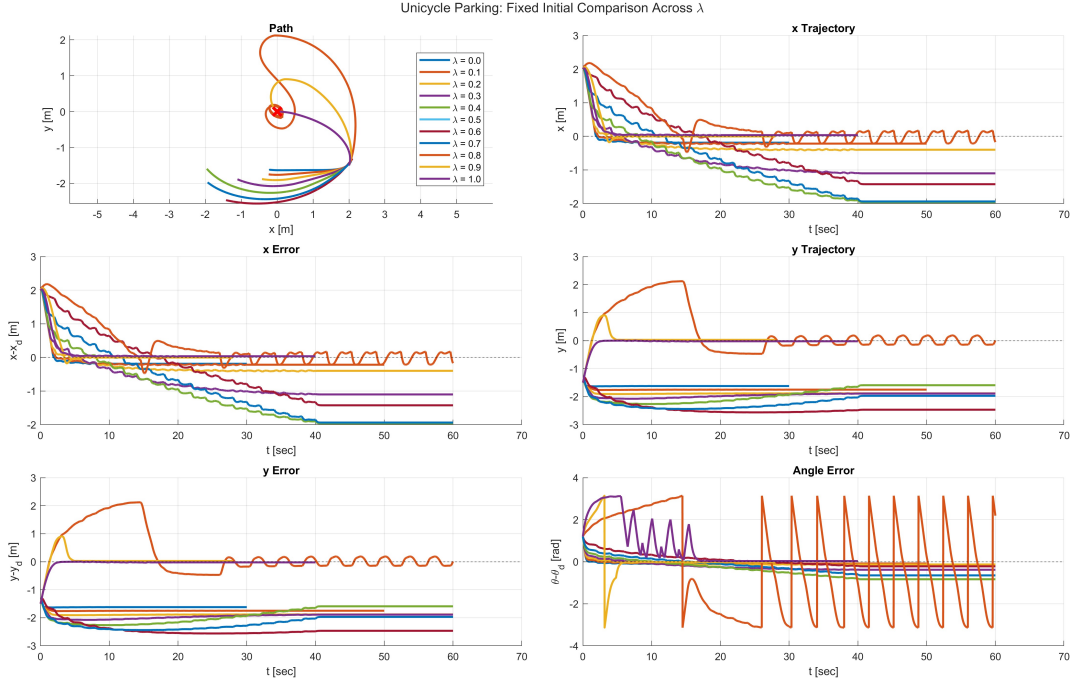 Unicycle Parking: Fixed Initial Comparison Across λ
Path
y [m]
2
1
0
-1
-2
-5 -4 -3 -2 -1 0 1 2 3 4 5
x [m]
λ = 0.0
λ = 0.1
λ = 0.2
λ = 0.3
λ = 0.4
λ = 0.5
λ = 0.6
λ = 0.7
λ = 0.8
λ = 0.9
λ = 1.0
x Trajectory
x [m]
3
2
1
0
-1
-2
0 10 20 30 40 50 60 70
t [sec]
x Error
x-x_d [m]
3
2
1
0
-1
-2
0 10 20 30 40 50 60 70
t [sec]
y Trajectory
y [m]
3
2
1
0
-1
-2
-3
0 10 20 30 40 50 60 70
t [sec]
y Error
y-y_d [m]
3
2
1
0
-1
-2
-3
0 10 20 30 40 50 60 70
t [sec]
Angle Error
θ-θ_d [rad]
4
2
0
-2
-4
0 10 20 30 40 50 60 70
t [sec]